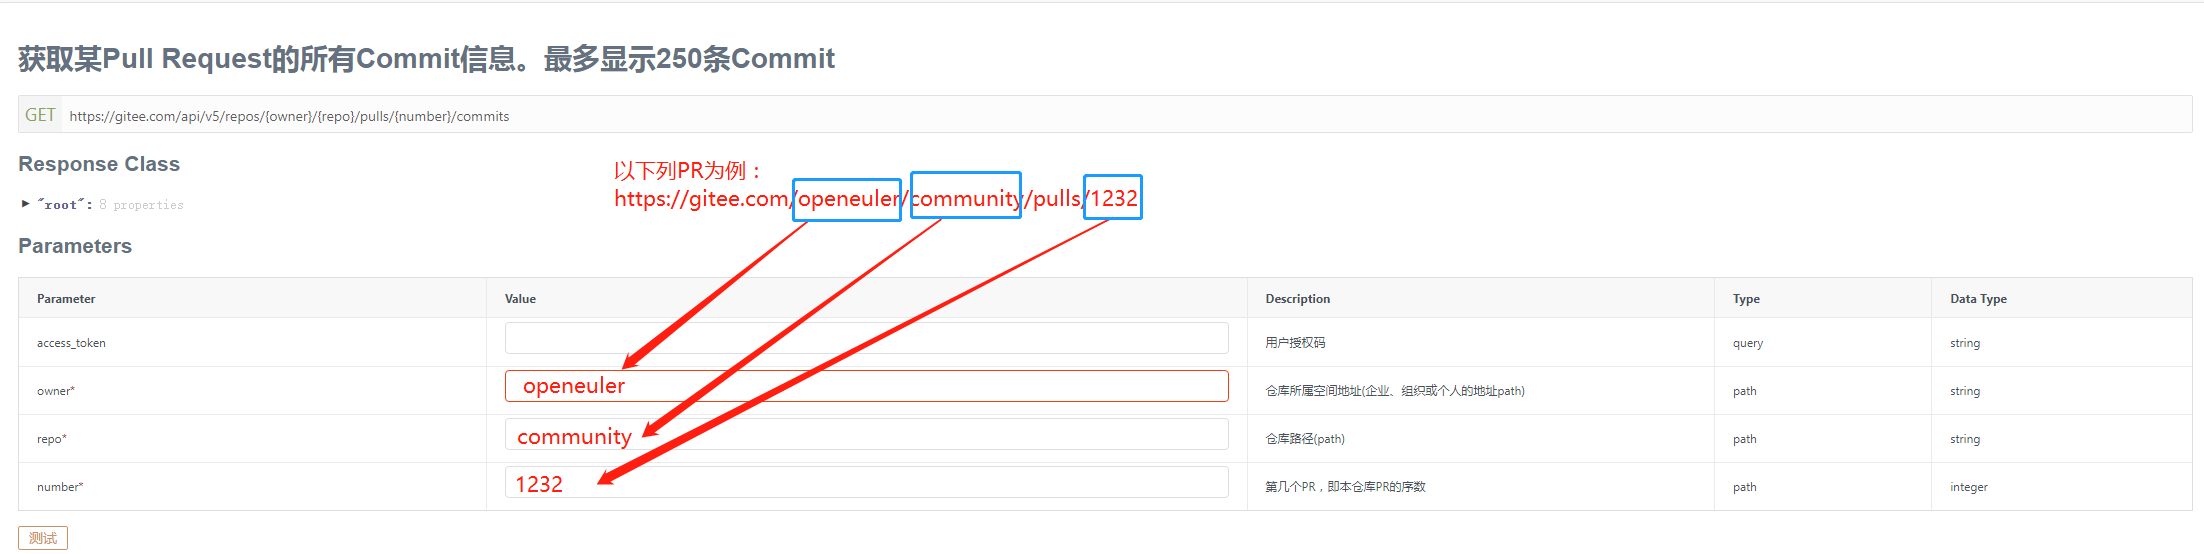 获取某Pull Request的所有Commit信息。最多显示250条Commit
GET https://gitee.com/api/v5/repos/{owner}/{repo}/pulls/{number}/commits
Response Class
以下列PR为例：
https://gitee.com/openeuler/community/pulls/1232
"root": 8 properties
Parameters
Parameter Value Description Type Data Type
access_token 用户授权码 query string
owner* openeuler 仓库所属空间地址(企业、组织或个人的地址path) path string
repo* community 仓库路径(path) path string
number* 1232 第几个PR，即本仓库PR的序数 path integer
测试